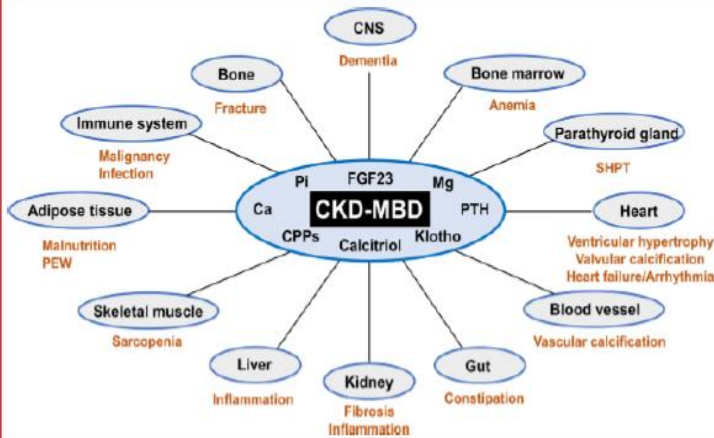 CNS
Dementia
Bone
Fracture
Bone marrow
Anemia
Immune system
Malignancy
Infection
Parathyroid gland
SHPT
Adipose tissue
Malnutrition
PEW
Pi
FGF23
Mg
Ca
CKD-MBD
PTH
CPPs
Calcitriol
Klotho
Heart
Ventricular hypertrophy
Valvular calcification
Heart failure/Arrhythmia
Skeletal muscle
Sarcopenia
Blood vessel
Vascular calcification
Liver
Inflammation
Kidney
Fibrosis
Inflammation
Gut
Constipation